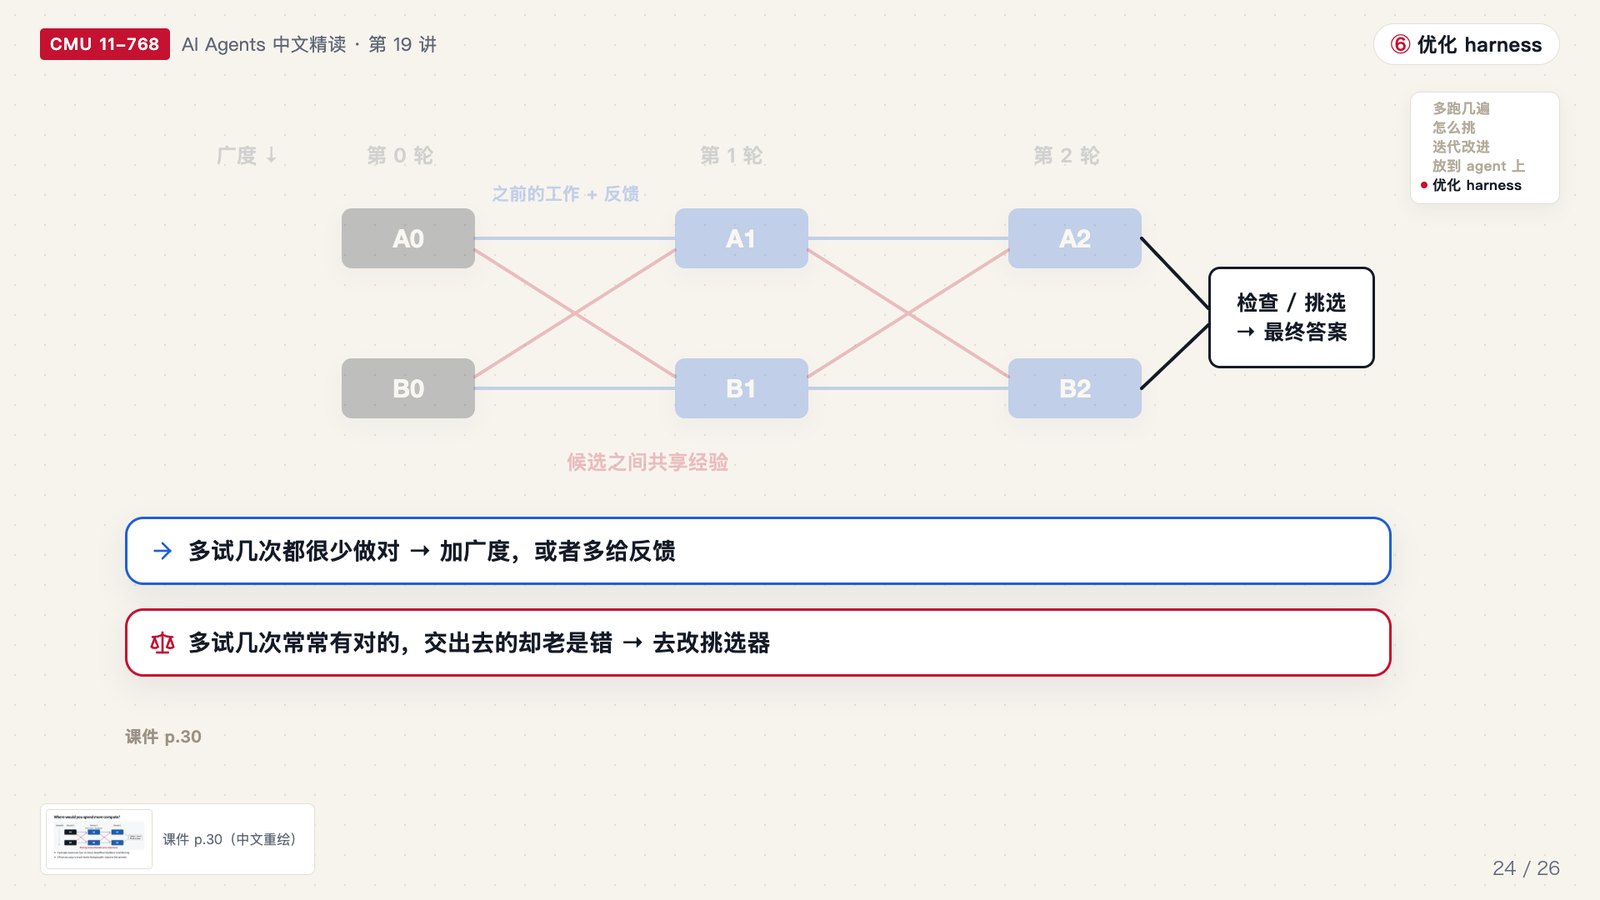 CMU 11-768
AI Agents 中文精读 · 第 19 讲
⑥ 优化 harness
多跑几遍
怎么挑
迭代改进
放到 agent 上
优化 harness
广度 ↓
第 0 轮
第 1 轮
第 2 轮
之前的工作 + 反馈
A0
A1
A2
检查 / 挑选
→ 最终答案
B0
B1
B2
候选之间共享经验
→ 多试几次都很少做对 → 加广度，或者多给反馈
多试几次常常有对的，交出去的却老是错 → 去改挑选器
课件 p.30
Where would you spend more compute?
课件 p.30（中文重绘）
24 / 26